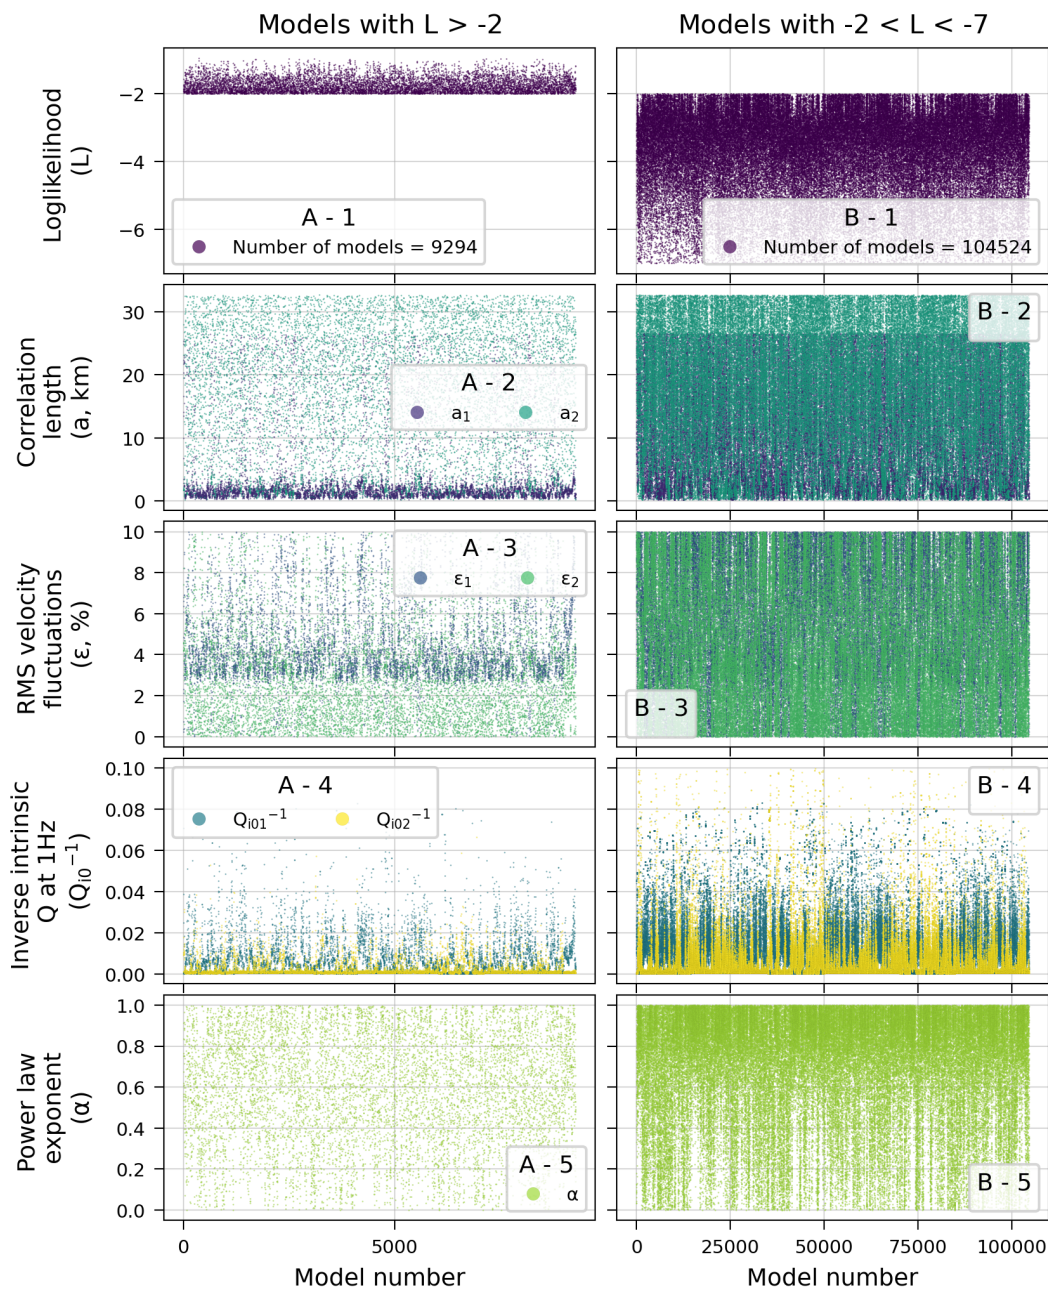 Models with L > -2
Models with -2 < L < -7
Loglikelihood
(L)
−2
−4
−6
A - 1
Number of models = 9294
B - 1
Number of models = 104524
Correlation
length
(a, km)
30
20
10
0
A - 2
a₁ a₂
B - 2
RMS velocity
fluctuations
(ε, %)
10
8
6
4
2
0
A - 3
ε₁ ε₂
B - 3
Inverse intrinsic
Q at 1Hz
(Qᵢ₀⁻¹)
0.10
0.08
0.06
0.04
0.02
0.00
A - 4
Qᵢ₀₁⁻¹ Qᵢ₀₂⁻¹
B - 4
Power law
exponent
(α)
1.0
0.8
0.6
0.4
0.2
0.0
A - 5
α
B - 5
0 5000
0 25000 50000 75000 100000
Model number
Model number